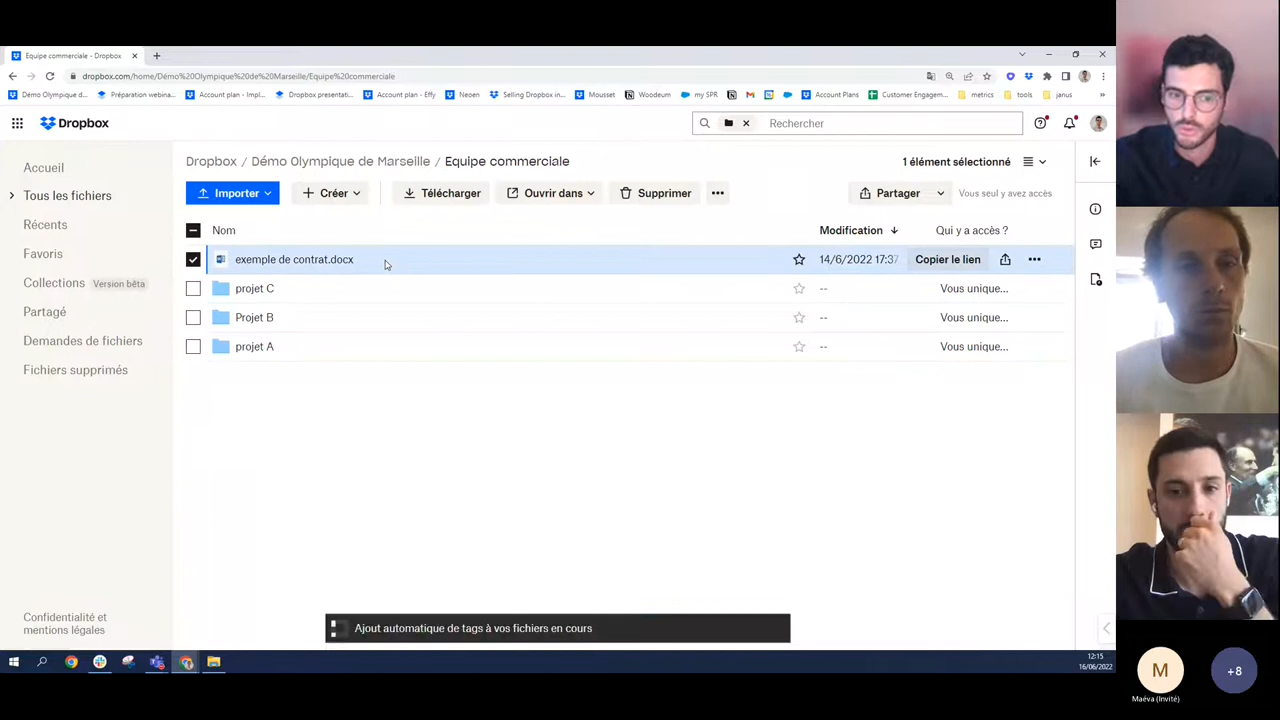 Equipe commerciale - Dropbox
dropbox.com/home/Démo%20Olympique%20de%20Marseille/Equipe%20commerciale
Démo Olympique d...
Préparation webina...
Account plan - Impl...
Dropbox presentati...
Account plan - Effy
Neoen
Selling Dropbox in...
Mousset
Woodeum
my SPR
Account Plans
Customer Engagem...
metrics
tools
janus
Dropbox
Rechercher
Accueil
Tous les fichiers
Récents
Favoris
Collections Version bêta
Partagé
Demandes de fichiers
Fichiers supprimés
Confidentialité et
mentions légales
Dropbox / Démo Olympique de Marseille / Equipe commerciale
1 élément sélectionné
Importer
Créer
Télécharger
Ouvrir dans
Supprimer
Partager
Vous seul y avez accès
Nom
Modification
Qui y a accès ?
exemple de contrat.docx
14/6/2022 17:37
Copier le lien
projet C
--
Vous unique...
Projet B
--
Vous unique...
projet A
--
Vous unique...
Ajout automatique de tags à vos fichiers en cours
12:15
16/06/2022
M
Maéva (Invité)
+8